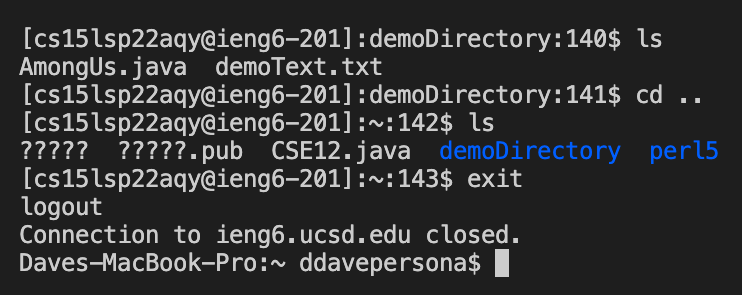 [cs15lsp22aqy@ieng6-201]:demoDirectory:140$ ls
AmongUs.java  demoText.txt
[cs15lsp22aqy@ieng6-201]:demoDirectory:141$ cd ..
[cs15lsp22aqy@ieng6-201]:~:142$ ls
?????  ?????.pub  CSE12.java  demoDirectory  perl5
[cs15lsp22aqy@ieng6-201]:~:143$ exit
logout
Connection to ieng6.ucsd.edu closed.
Daves-MacBook-Pro:~ ddavepersona$